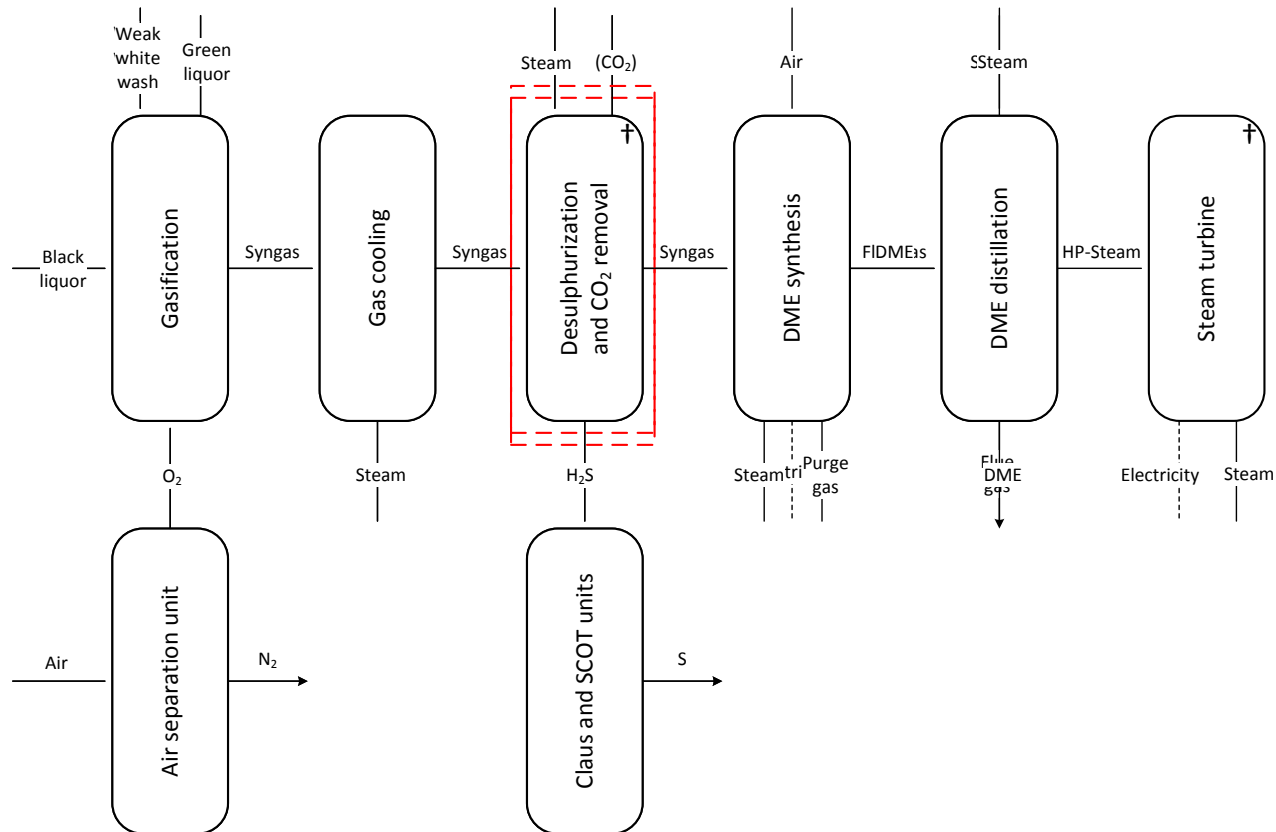 Weak
white
wash
Green
liquor
Steam
(CO₂)
Air
Steam
†
†
Gasification
Gas cooling
Desulphurization
and CO₂ removal
DME synthesis
DME distillation
Steam turbine
Black
liquor
Syngas
Syngas
Syngas
DME
HP-Steam
O₂
Steam
H₂S
Steam
Purge
gas
DME
Electricity
Steam
Air separation unit
Claus and SCOT units
Air
N₂
S